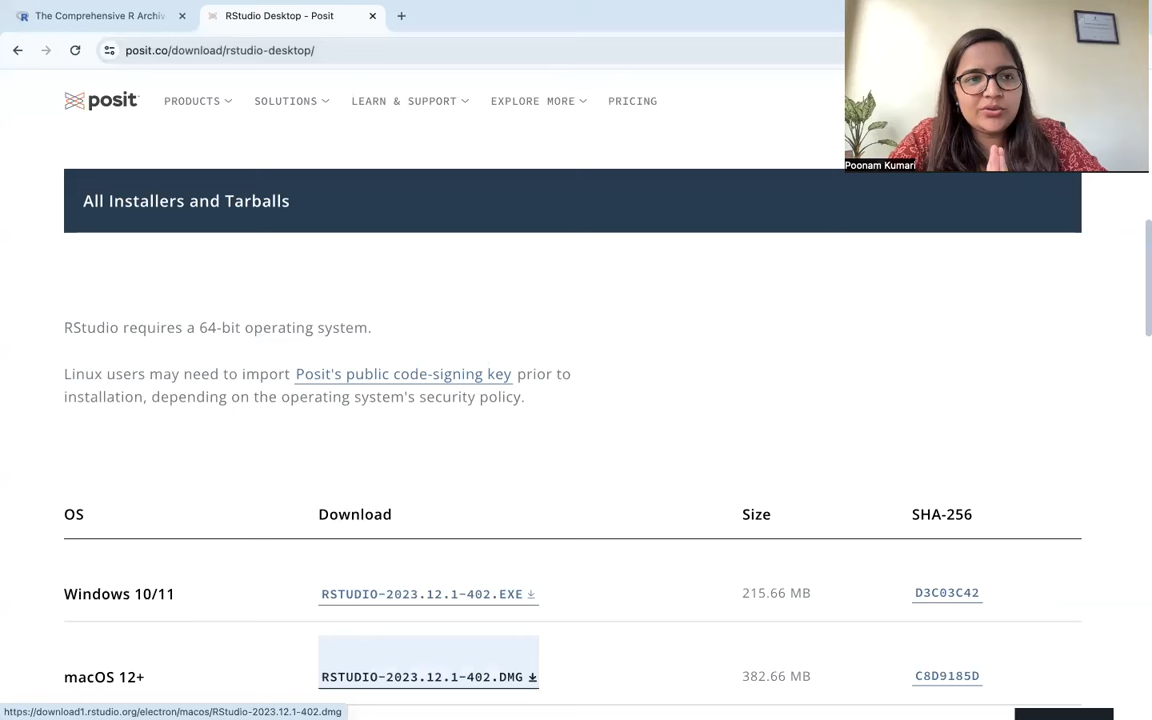 The Comprehensive R Archiv
RStudio Desktop - Posit
posit.co/download/rstudio-desktop/
posit
PRODUCTS
SOLUTIONS
LEARN & SUPPORT
EXPLORE MORE
PRICING
Poonam Kumari
All Installers and Tarballs
RStudio requires a 64-bit operating system.
Linux users may need to import Posit's public code-signing key prior to
installation, depending on the operating system's security policy.
OS Download Size SHA-256
Windows 10/11 RSTUDIO-2023.12.1-402.EXE 215.66 MB D3C03C42
macOS 12+ RSTUDIO-2023.12.1-402.DMG 382.66 MB C8D9185D
https://download1.rstudio.org/electron/macos/RStudio-2023.12.1-402.dmg